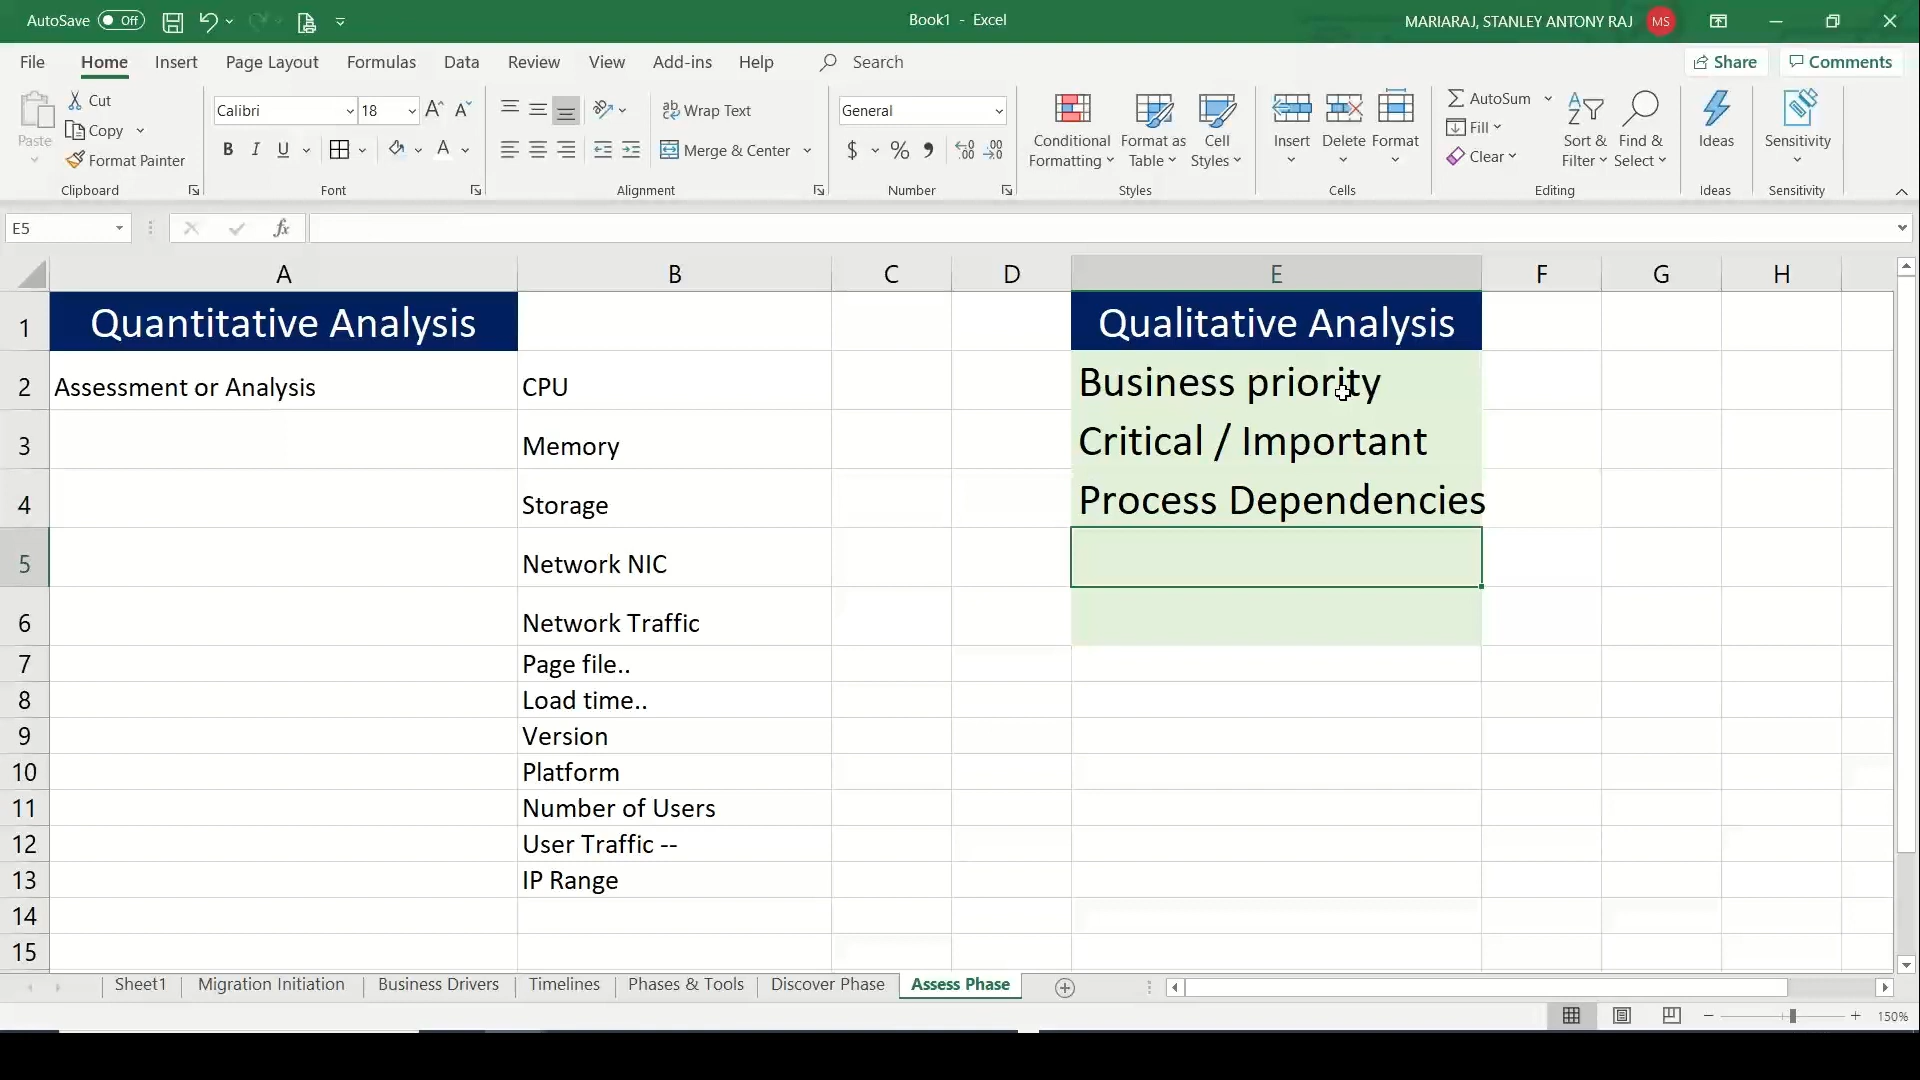 AutoSave Off
Book1 - Excel
MARIARAJ, STANLEY ANTONY RAJ MS
File Home Insert Page Layout Formulas Data Review View Add-ins Help Search
Share Comments
Paste
Cut
Copy
Format Painter
Clipboard
Calibri 18
B I U
Font
Wrap Text
Merge & Center
Alignment
General
$ %
Number
Conditional Formatting
Format as Table
Cell Styles
Styles
Insert
Delete
Format
Cells
AutoSum
Fill
Clear
Sort & Filter
Find & Select
Editing
Ideas
Ideas
Sensitivity
Sensitivity
E5 fx
A B C D E F G H
1 Quantitative Analysis Qualitative Analysis
2 Assessment or Analysis CPU Business priority
3 Memory Critical / Important
4 Storage Process Dependencies
5 Network NIC
6 Network Traffic
7 Page file..
8 Load time..
9 Version
10 Platform
11 Number of Users
12 User Traffic --
13 IP Range
14
15
Sheet1 Migration Initiation Business Drivers Timelines Phases & Tools Discover Phase Assess Phase
150%